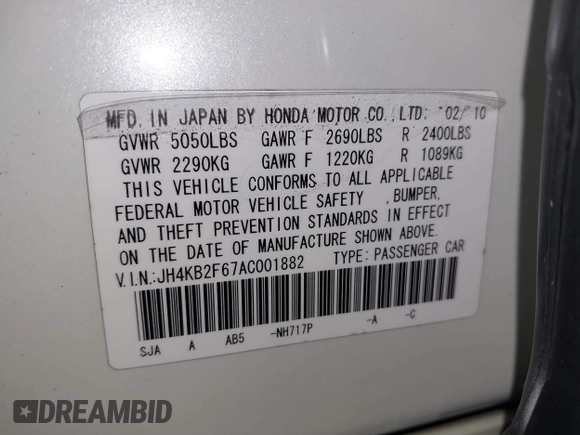 MFD. IN JAPAN BY HONDA MOTOR CO., LTD. 02/'10
GVWR 5050LBS GAWR F 2690LBS R 2400LBS
GVWR 2290KG GAWR F 1220KG R 1089KG
THIS VEHICLE CONFORMS TO ALL APPLICABLE
FEDERAL MOTOR VEHICLE SAFETY ,BUMPER,
AND THEFT PREVENTION STANDARDS IN EFFECT
ON THE DATE OF MANUFACTURE SHOWN ABOVE.
V.I.N.:JH4KB2F67AC001882 TYPE:PASSENGER CAR
SJA A AB5 -NH717P -A -C
#DREAMBID